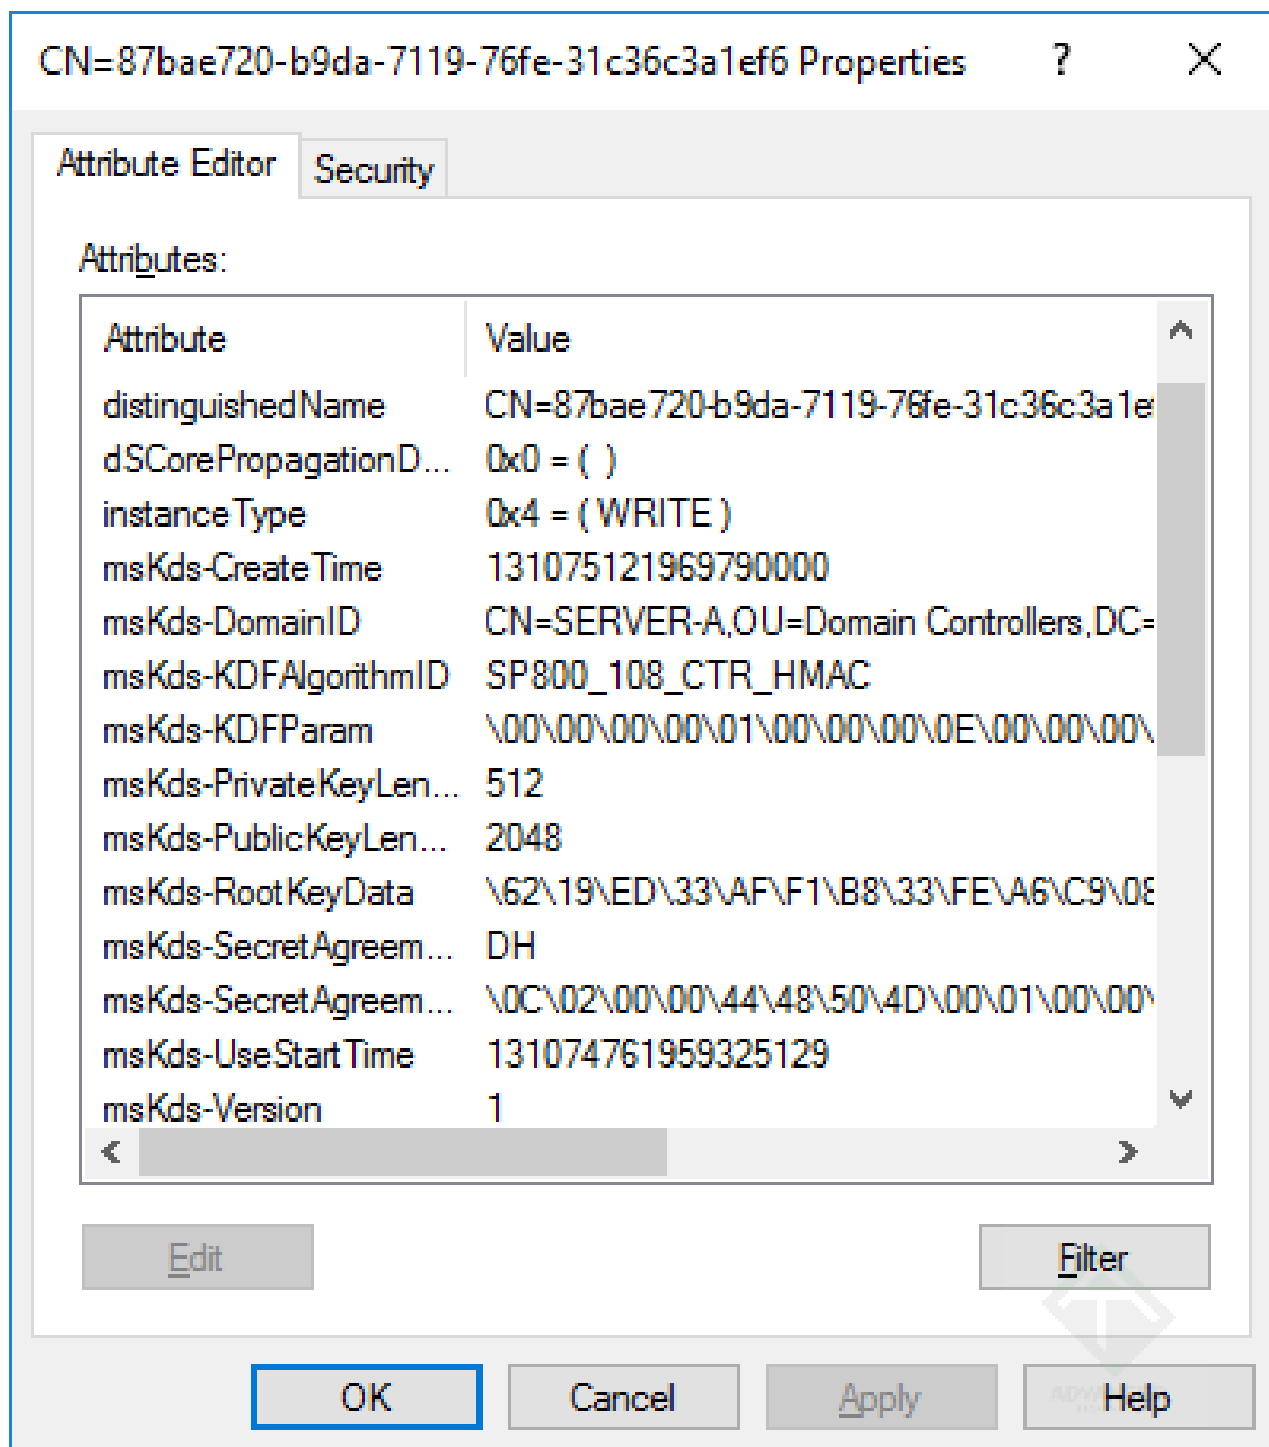 CN=87bae720-b9da-7119-76fe-31c36c3a1ef6 Properties ?
Attribute Editor Security
Attributes:
Attribute Value
distinguishedName CN=87bae720-b9da-7119-76fe-31c36c3a1e
dSCorePropagationD... 0x0 = ( )
instanceType 0x4 = ( WRITE )
msKds-CreateTime 131075121969790000
msKds-DomainID CN=SERVER-A,OU=Domain Controllers,DC=
msKds-KDFAlgorithmID SP800_108_CTR_HMAC
msKds-KDFParam \00\00\00\00\01\00\00\00\0E\00\00\00\
msKds-PrivateKeyLen... 512
msKds-PublicKeyLen... 2048
msKds-RootKeyData \62\19\ED\33\AF\F1\B8\33\FE\A6\C9\08
msKds-SecretAgreem... DH
msKds-SecretAgreem... \0C\02\00\00\44\48\50\4D\00\01\00\00\
msKds-UseStartTime 131074761959325129
msKds-Version 1
Edit Filter
OK Cancel Apply Help